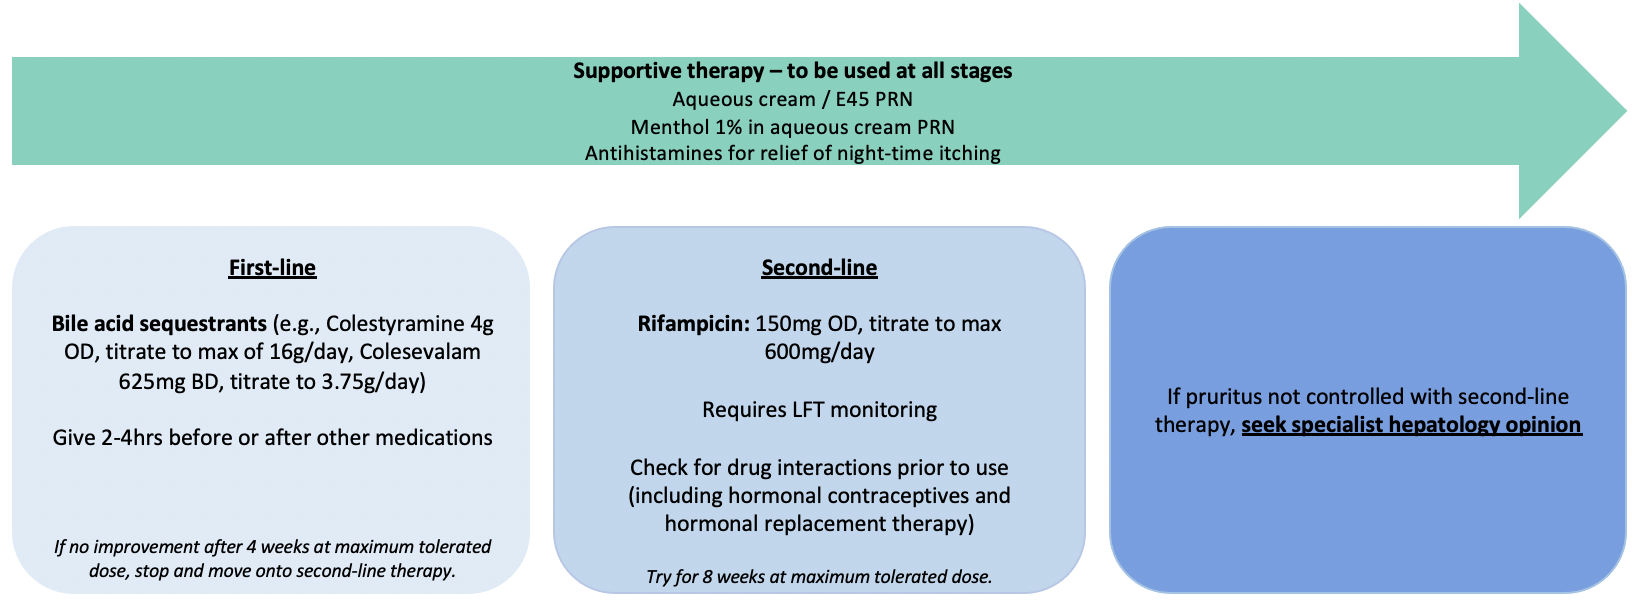 Supportive therapy – to be used at all stages
Aqueous cream / E45 PRN
Menthol 1% in aqueous cream PRN
Antihistamines for relief of night-time itching
First-line
Bile acid sequestrants (e.g., Colestyramine 4g
OD, titrate to max of 16g/day, Colesevalam
625mg BD, titrate to 3.75g/day)
Give 2-4hrs before or after other medications
If no improvement after 4 weeks at maximum tolerated
dose, stop and move onto second-line therapy.
Second-line
Rifampicin: 150mg OD, titrate to max
600mg/day
Requires LFT monitoring
Check for drug interactions prior to use
(including hormonal contraceptives and
hormonal replacement therapy)
Try for 8 weeks at maximum tolerated dose.
If pruritus not controlled with second-line
therapy, seek specialist hepatology opinion